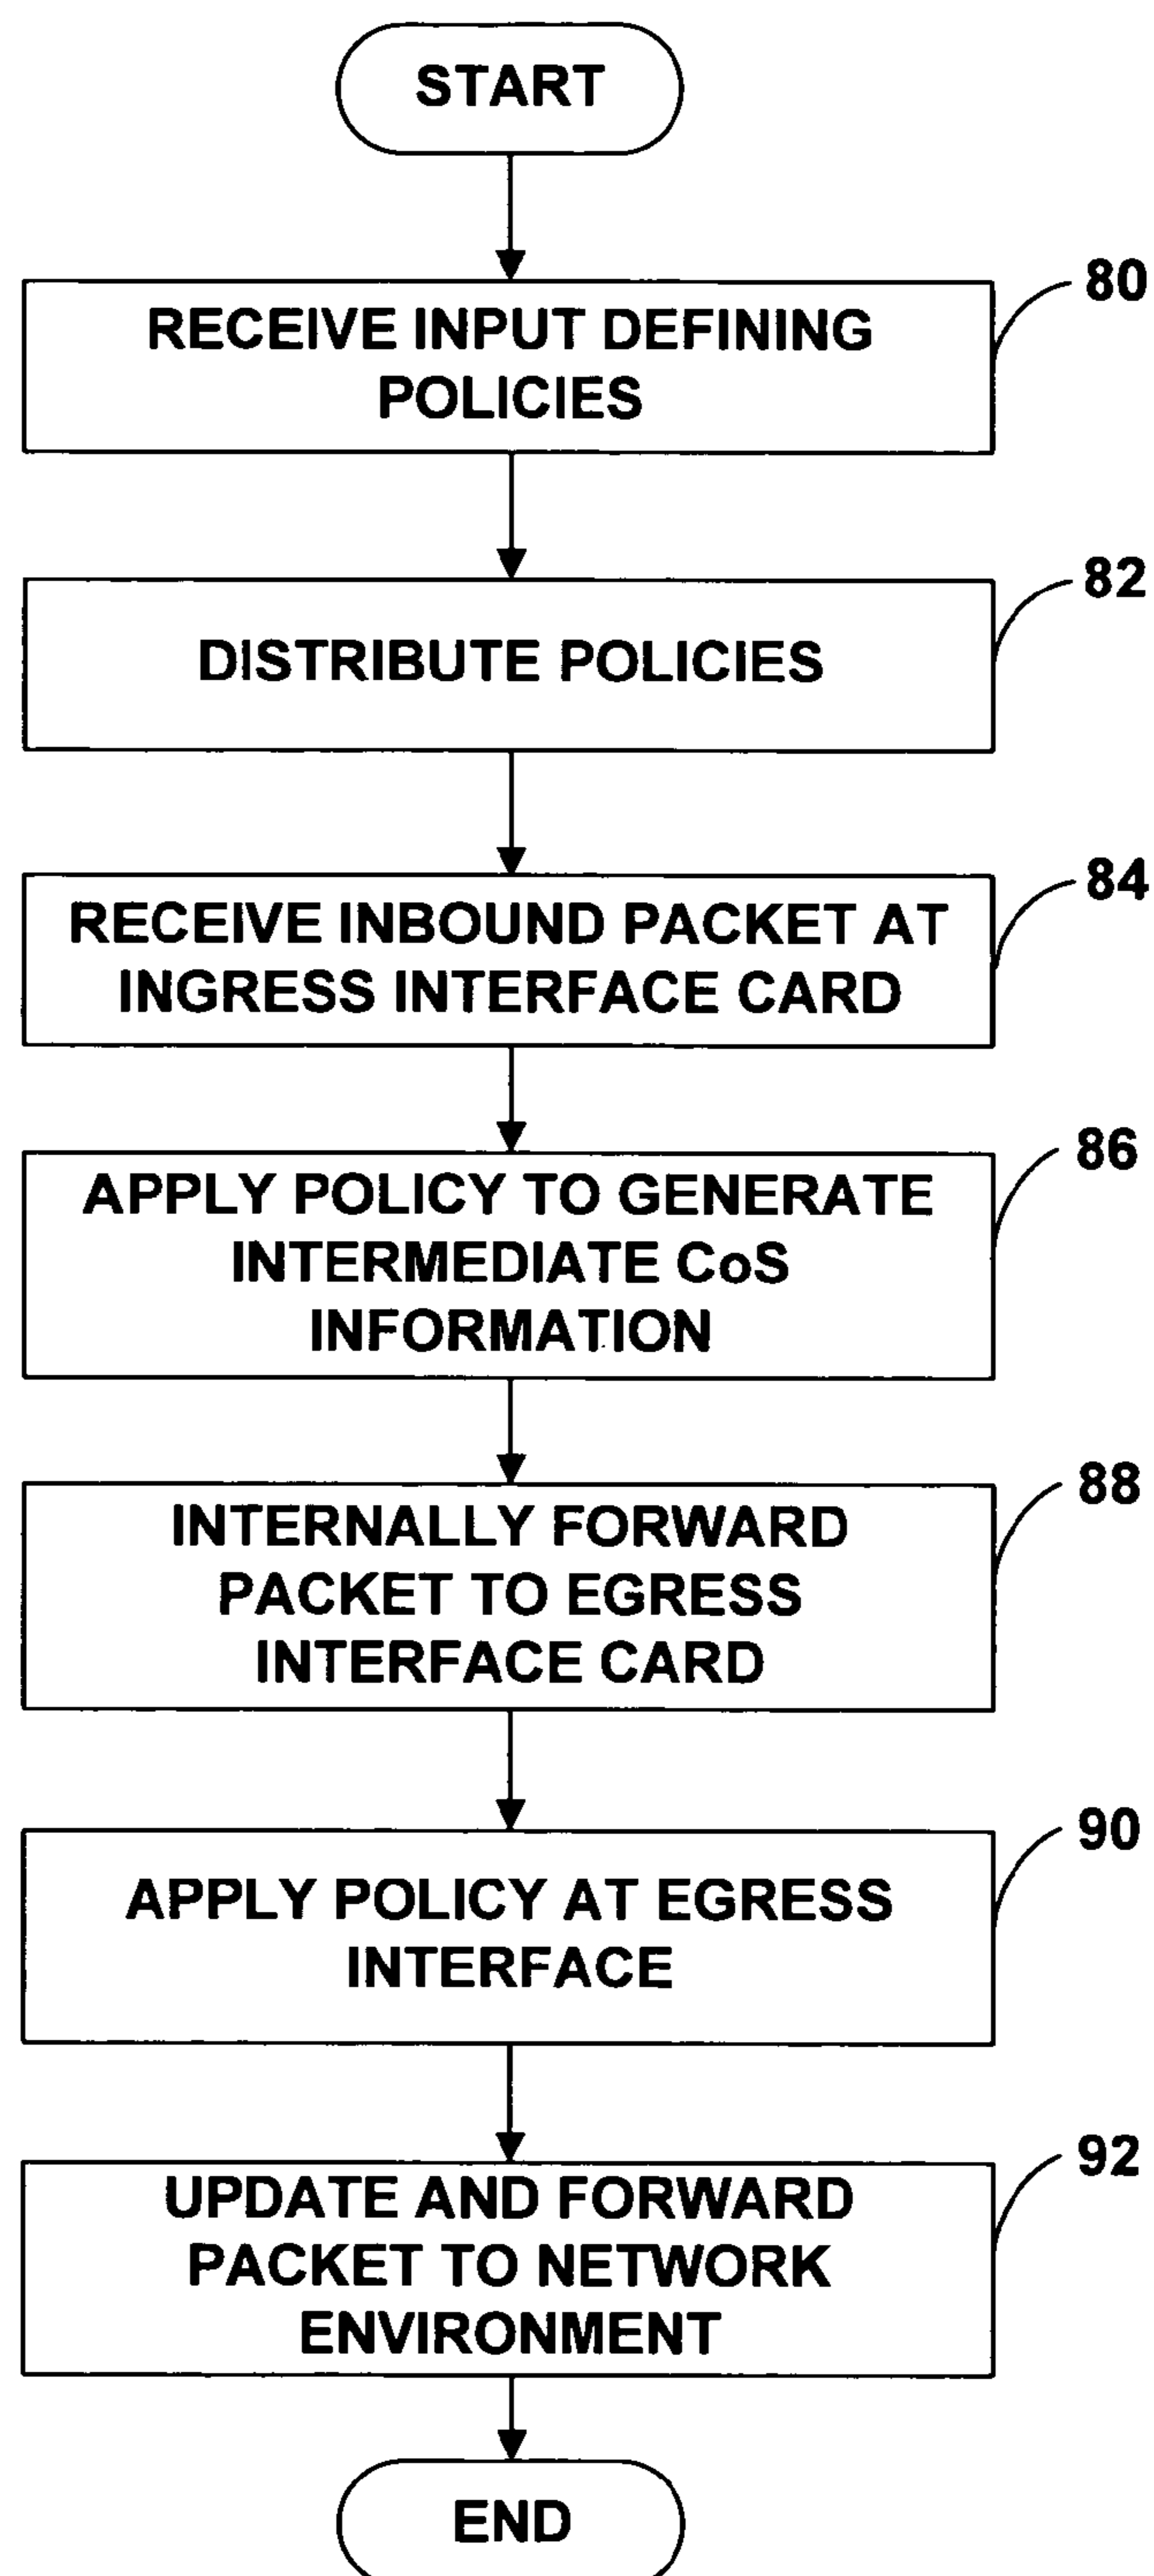 START
80
RECEIVE INPUT DEFINING
POLICIES
82
DISTRIBUTE POLICIES
84
RECEIVE INBOUND PACKET AT
INGRESS INTERFACE CARD
86
APPLY POLICY TO GENERATE
INTERMEDIATE CoS
INFORMATION
88
INTERNALLY FORWARD
PACKET TO EGRESS
INTERFACE CARD
90
APPLY POLICY AT EGRESS
INTERFACE
92
UPDATE AND FORWARD
PACKET TO NETWORK
ENVIRONMENT
END